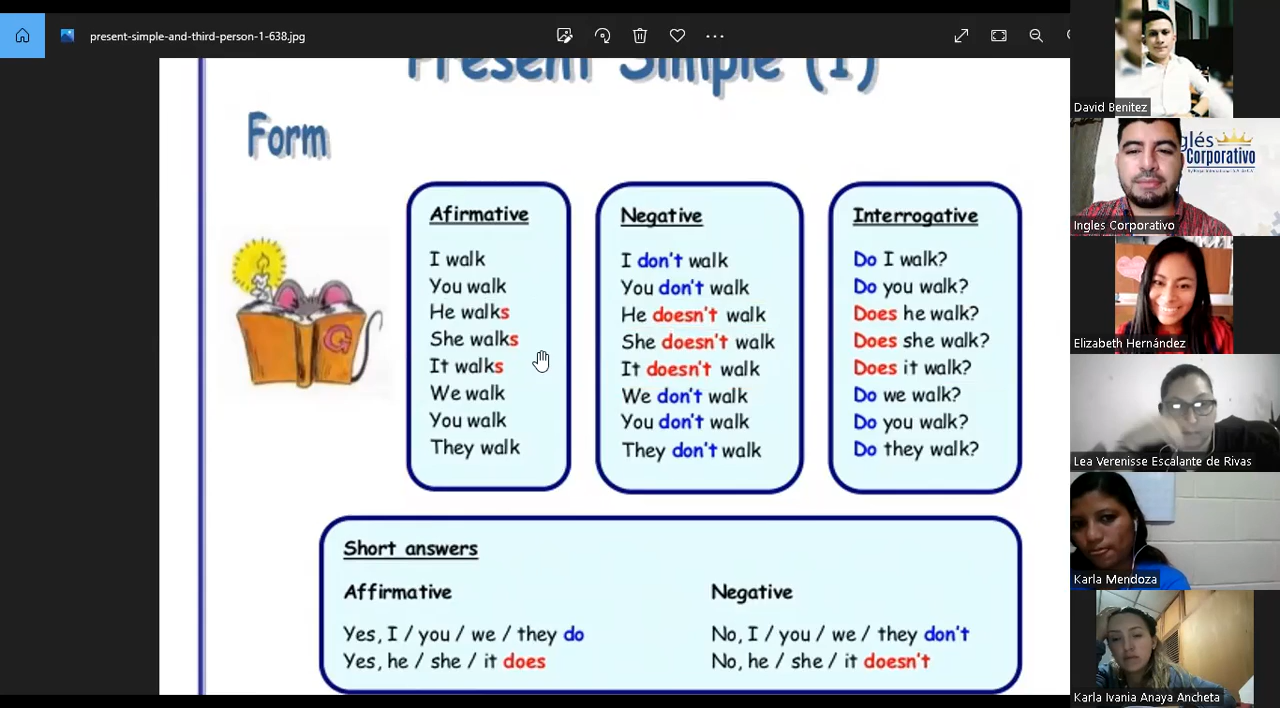 present-simple-and-third-person-1-638.jpg
Present Simple (1)
Form
Afirmative
I walk
You walk
He walks
She walks
It walks
We walk
You walk
They walk
Negative
I don't walk
You don't walk
He doesn't walk
She doesn't walk
It doesn't walk
We don't walk
You don't walk
They don't walk
Interrogative
Do I walk?
Do you walk?
Does he walk?
Does she walk?
Does it walk?
Do we walk?
Do you walk?
Do they walk?
G
Short answers
Affirmative
Yes, I / you / we / they do
Yes, he / she / it does
Negative
No, I / you / we / they don't
No, he / she / it doesn't
David Benitez
glés
Corporativo
Ingles Corporativo
Elizabeth Hernández
Lea Verenisse Escalante de Rivas
Karla Mendoza
Karla Ivania Anaya Ancheta